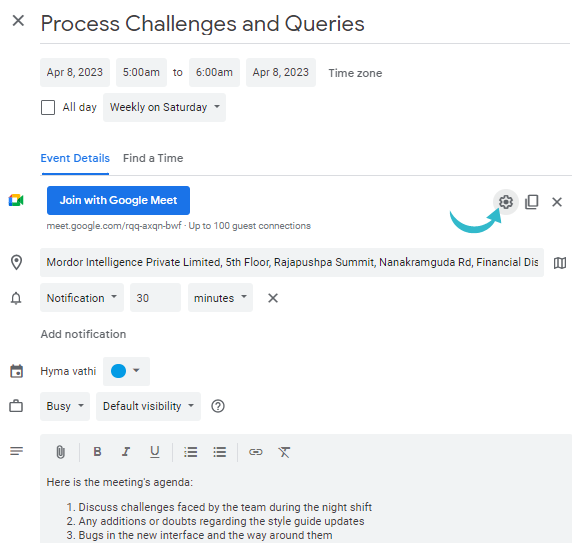 Process Challenges and Queries
Apr 8, 2023 5:00am to 6:00am Apr 8, 2023 Time zone
All day Weekly on Saturday
Event Details Find a Time
Join with Google Meet
meet.google.com/rqq-axqn-bwf · Up to 100 guest connections
Mordor Intelligence Private Limited, 5th Floor, Rajapushpa Summit, Nanakramguda Rd, Financial Dis
Notification 30 minutes
Add notification
Hyma vathi
Busy Default visibility
B I U
Here is the meeting's agenda:
1. Discuss challenges faced by the team during the night shift
2. Any additions or doubts regarding the style guide updates
3. Bugs in the new interface and the way around them